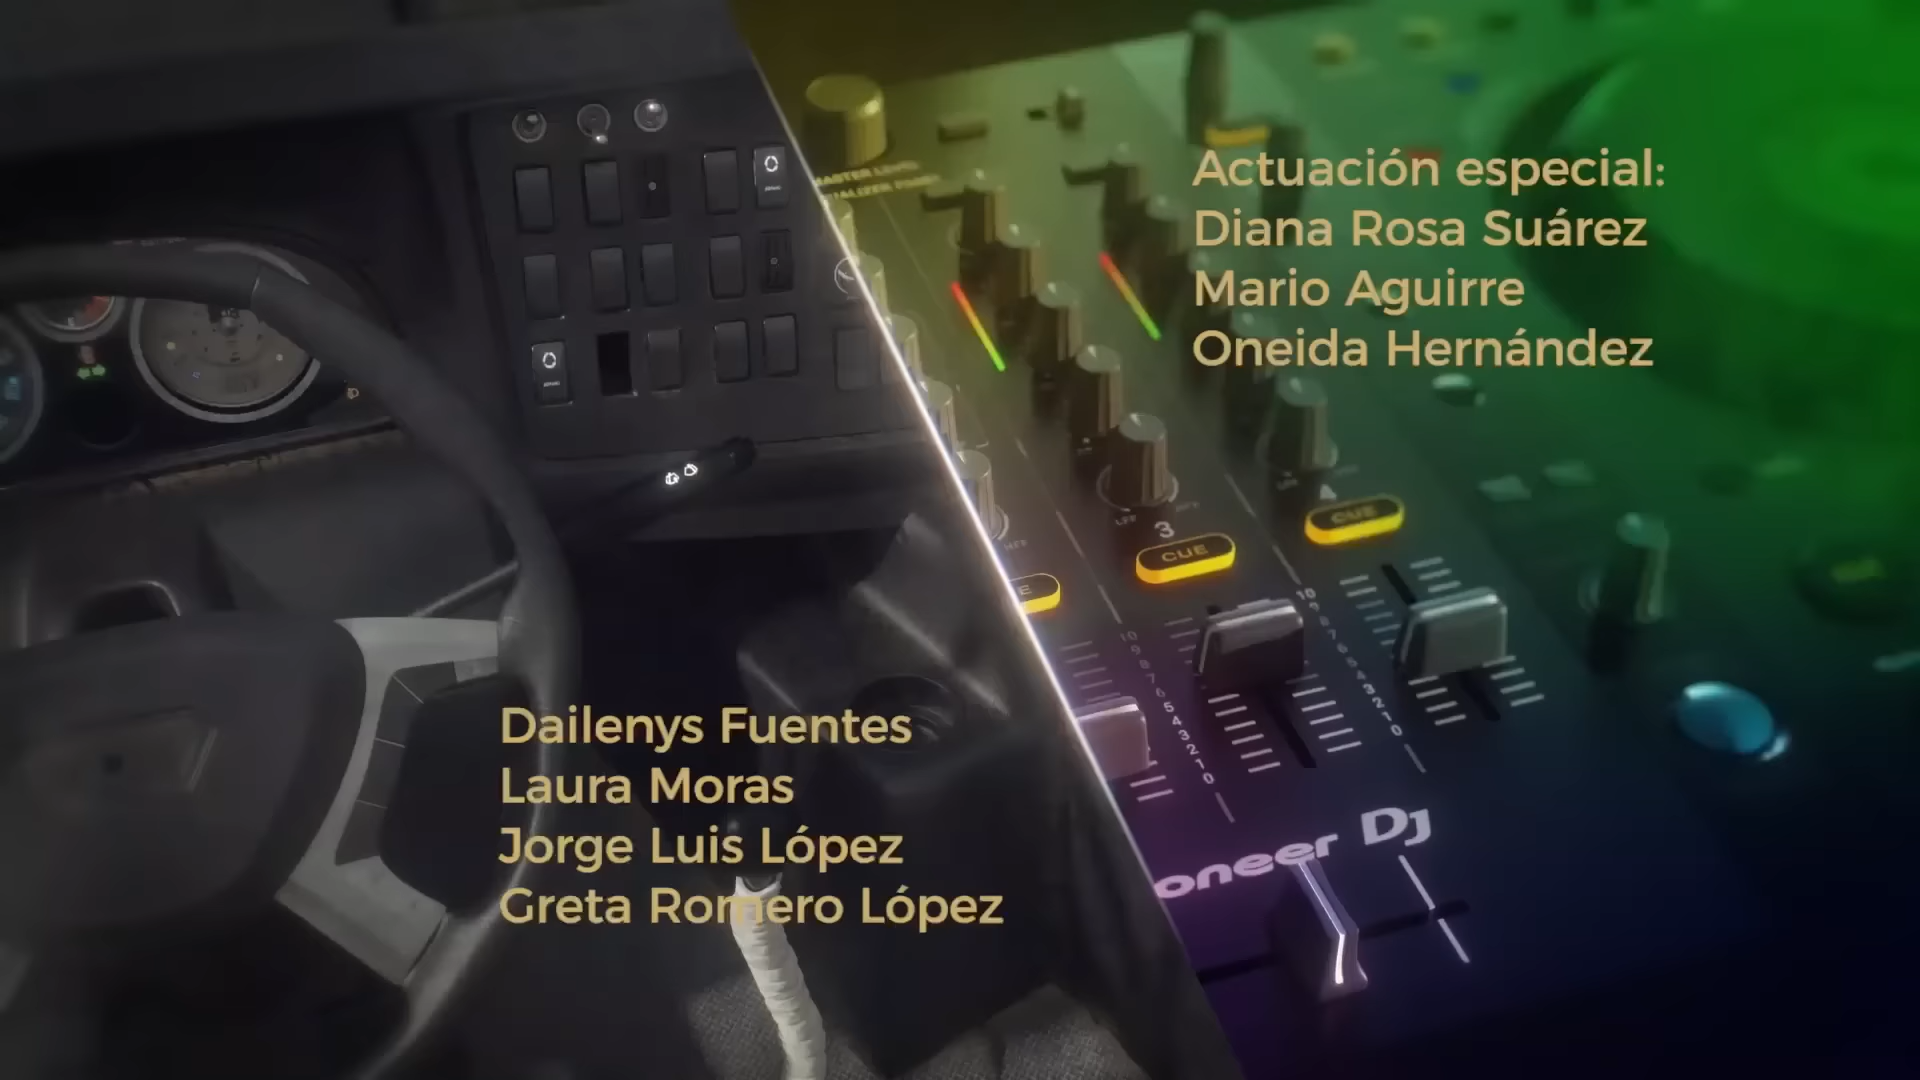 Actuación especial:
Diana Rosa Suárez
Mario Aguirre
Oneida Hernández
CUE
3
CUE
Dailenys Fuentes
Laura Moras
Jorge Luis López
Greta Romero López
oneer Dj